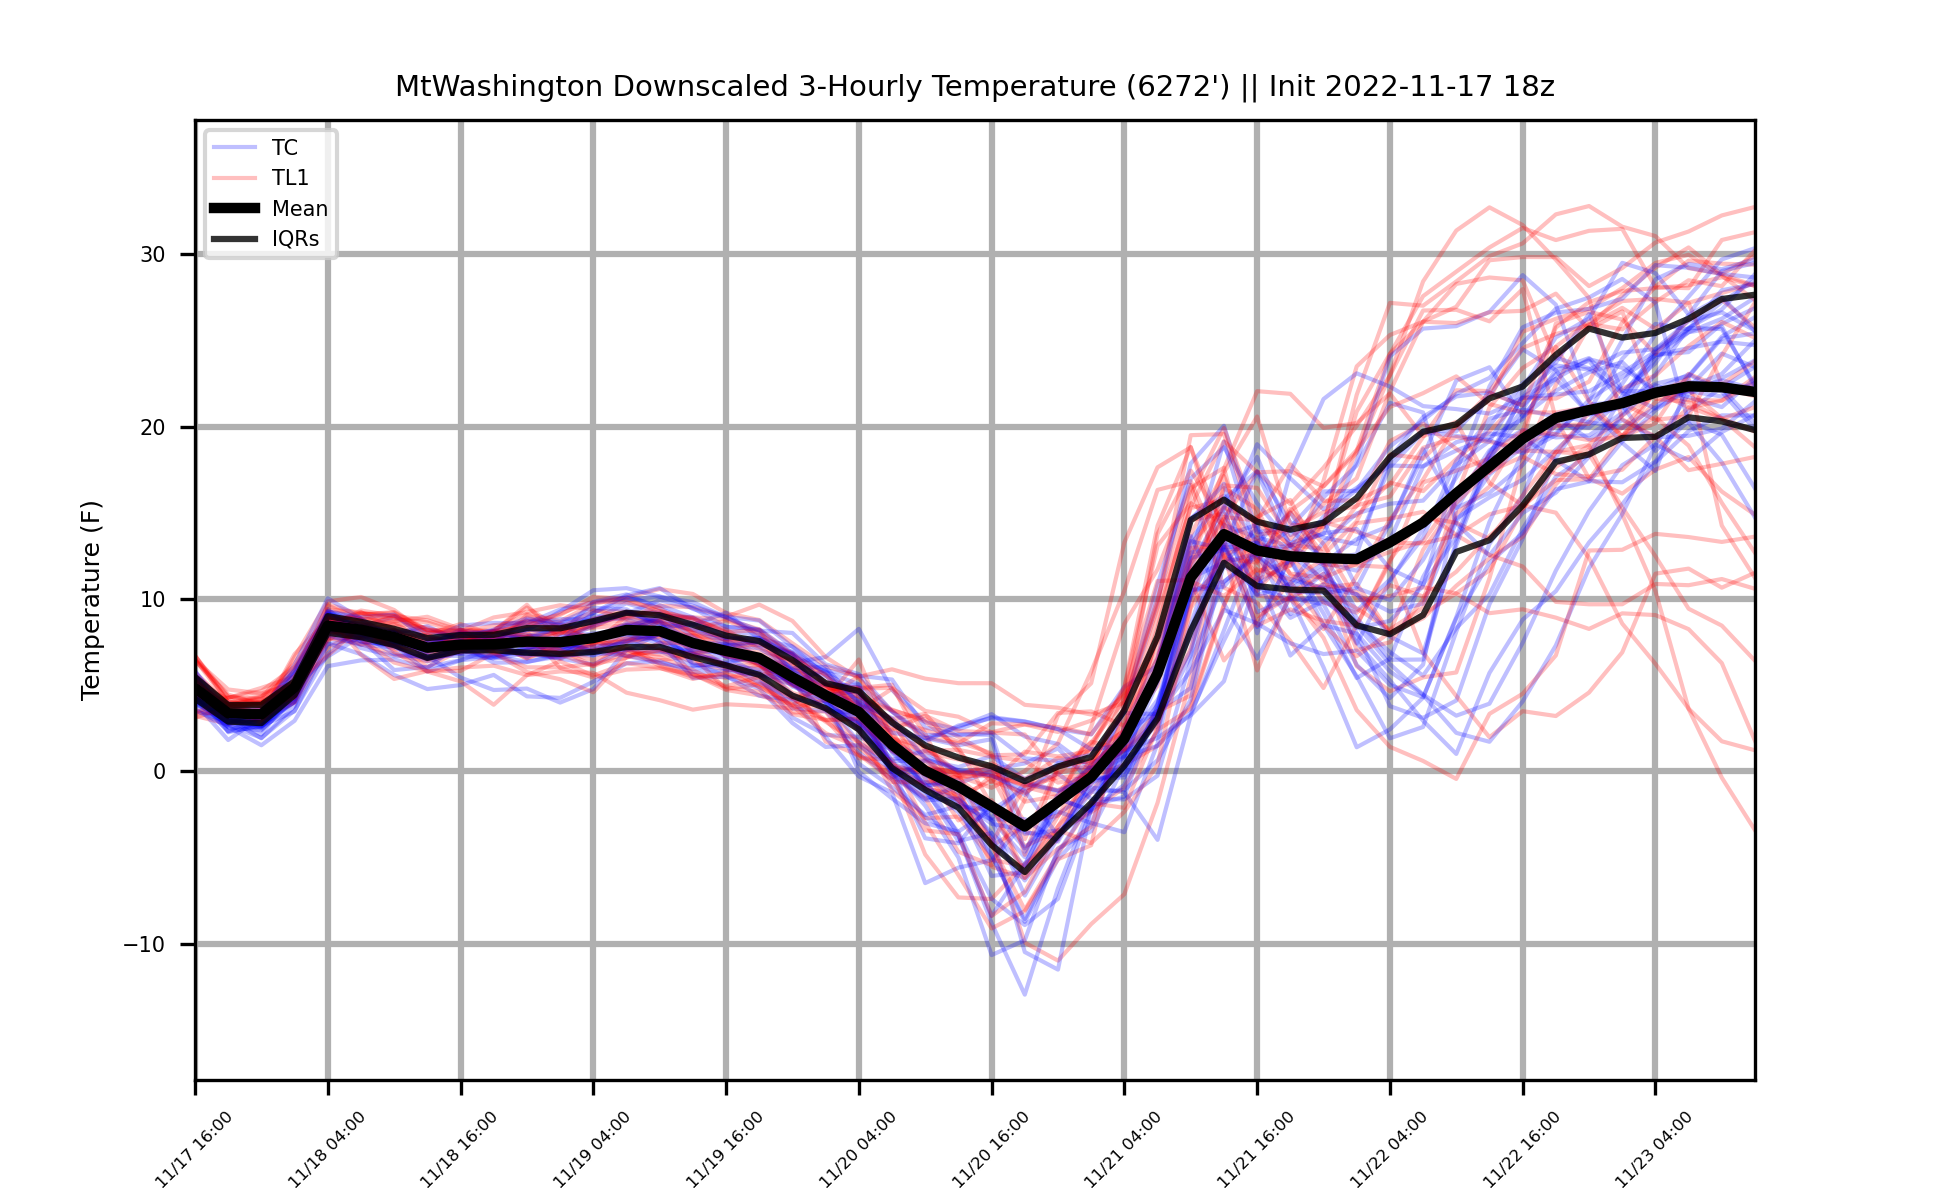 MtWashington Downscaled 3-Hourly Temperature (6272') || Init 2022-11-17 18z
TC
TL1
Mean
IQRs
Temperature (F)
30
20
10
0
−10
11/17 16:00
11/18 04:00
11/18 16:00
11/19 04:00
11/19 16:00
11/20 04:00
11/20 16:00
11/21 04:00
11/21 16:00
11/22 04:00
11/22 16:00
11/23 04:00